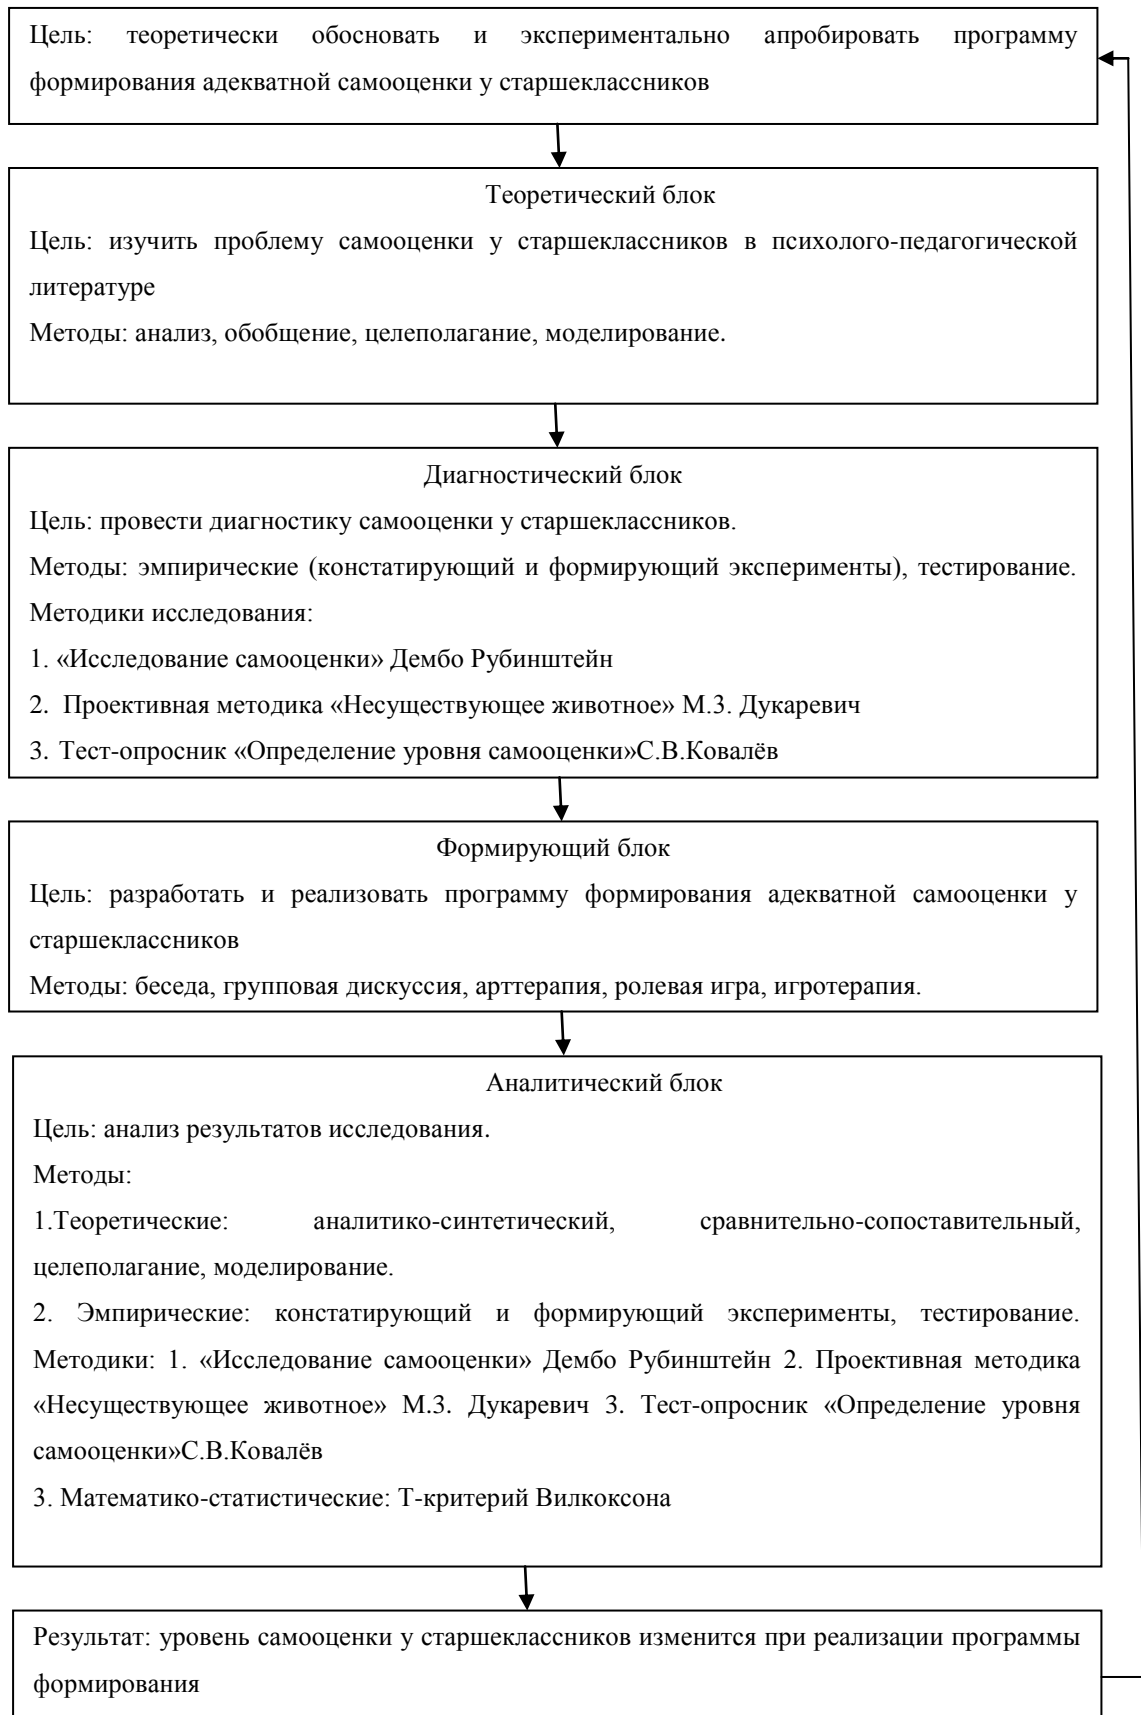 Цель: теоретически обосновать и экспериментально апробировать программу
формирования адекватной самооценки у старшеклассников
Теоретический блок
Цель: изучить проблему самооценки у старшеклассников в психолого-педагогической
литературе
Методы: анализ, обобщение, целеполагание, моделирование.
Диагностический блок
Цель: провести диагностику самооценки у старшеклассников.
Методы: эмпирические (констатирующий и формирующий эксперименты), тестирование.
Методики исследования:
1. «Исследование самооценки» Дембо Рубинштейн
2. Проективная методика «Несуществующее животное» М.З. Дукаревич
3. Тест-опросник «Определение уровня самооценки»С.В.Ковалёв
Формирующий блок
Цель: разработать и реализовать программу формирования адекватной самооценки у
старшеклассников
Методы: беседа, групповая дискуссия, арттерапия, ролевая игра, игротерапия.
Аналитический блок
Цель: анализ результатов исследования.
Методы:
1.Теоретические: аналитико-синтетический, сравнительно-сопоставительный,
целеполагание, моделирование.
2. Эмпирические: констатирующий и формирующий эксперименты, тестирование.
Методики: 1. «Исследование самооценки» Дембо Рубинштейн 2. Проективная методика
«Несуществующее животное» М.З. Дукаревич 3. Тест-опросник «Определение уровня
самооценки»С.В.Ковалёв
3. Математико-статистические: Т-критерий Вилкоксона
Результат: уровень самооценки у старшеклассников изменится при реализации программы
формирования